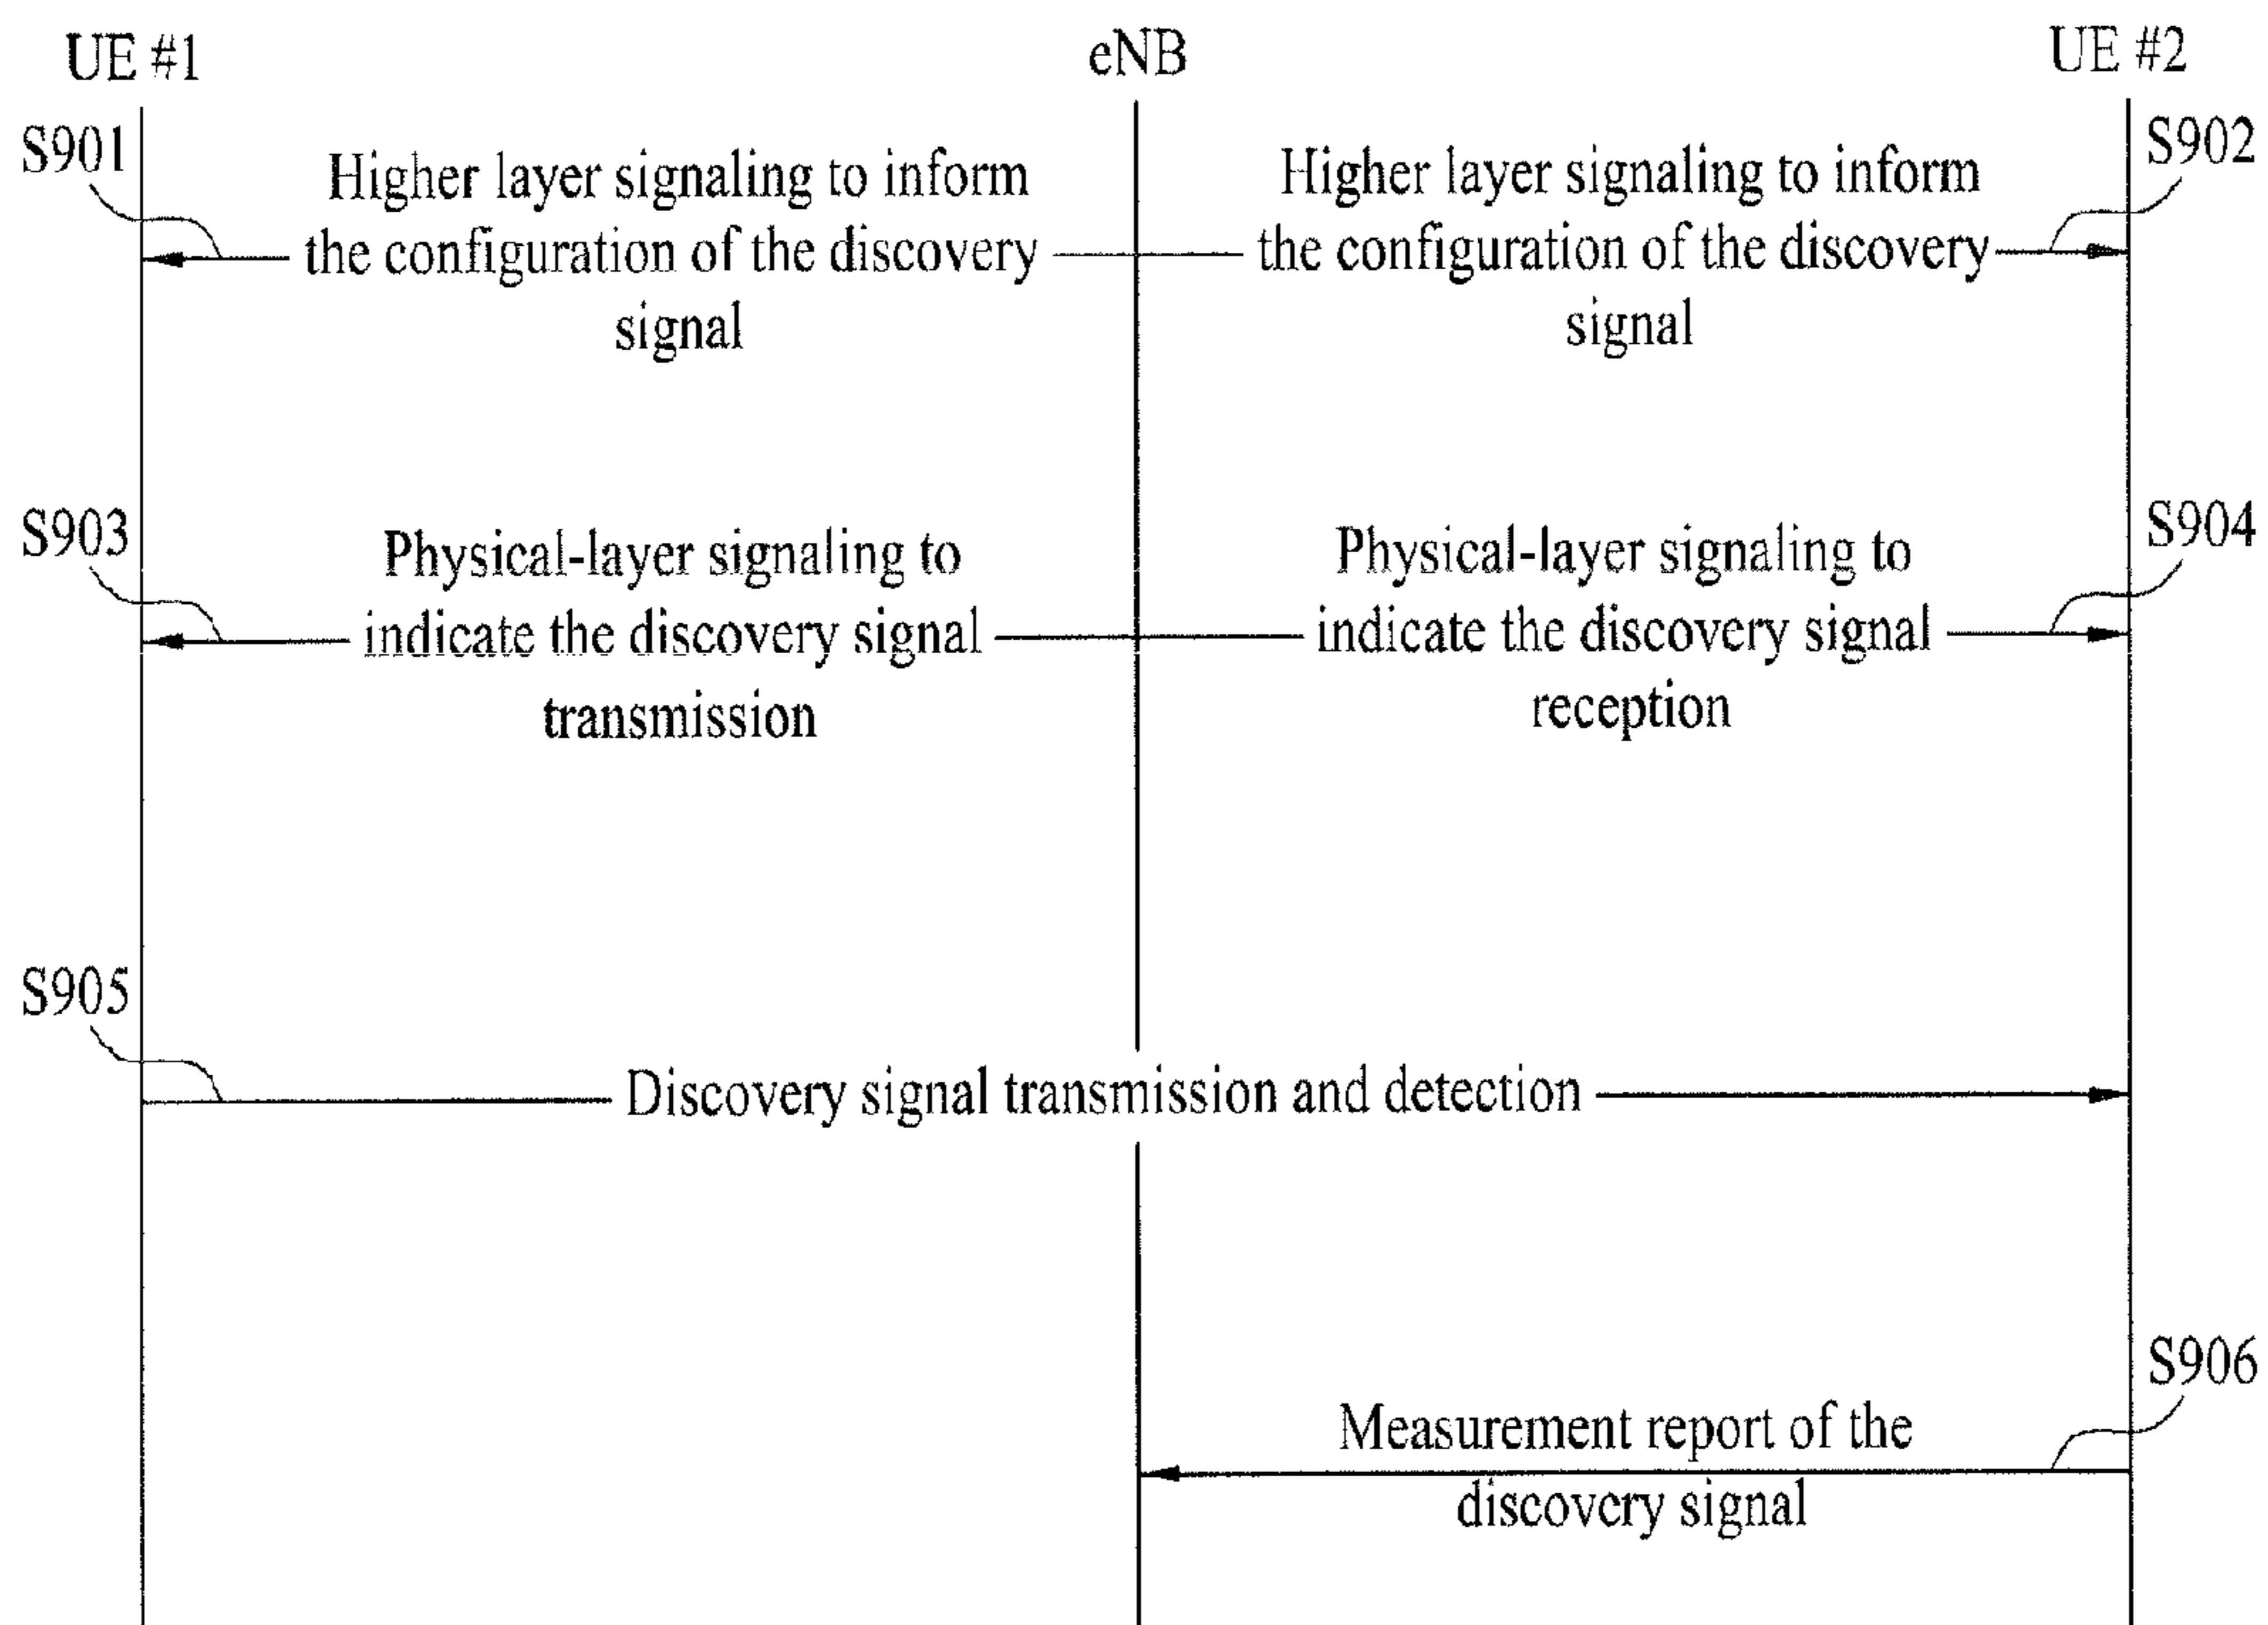 UE #1
eNB
UE #2
S901
Higher layer signaling to inform
the configuration of the discovery
signal
S902
Higher layer signaling to inform
the configuration of the discovery
signal
S903
Physical-layer signaling to
indicate the discovery signal
transmission
S904
Physical-layer signaling to
indicate the discovery signal
reception
S905
Discovery signal transmission and detection
S906
Measurement report of the
discovery signal